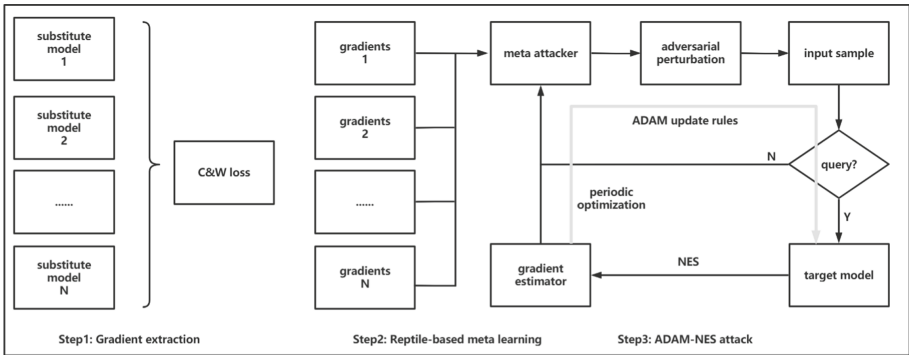 substitute
model
1
substitute
model
2
......
substitute
model
N
C&W loss
gradients
1
gradients
2
......
gradients
N
meta attacker
adversarial
perturbation
input sample
ADAM update rules
N
query?
periodic
optimization
Y
gradient
estimator
NES
target model
Step1: Gradient extraction
Step2: Reptile-based meta learning
Step3: ADAM-NES attack